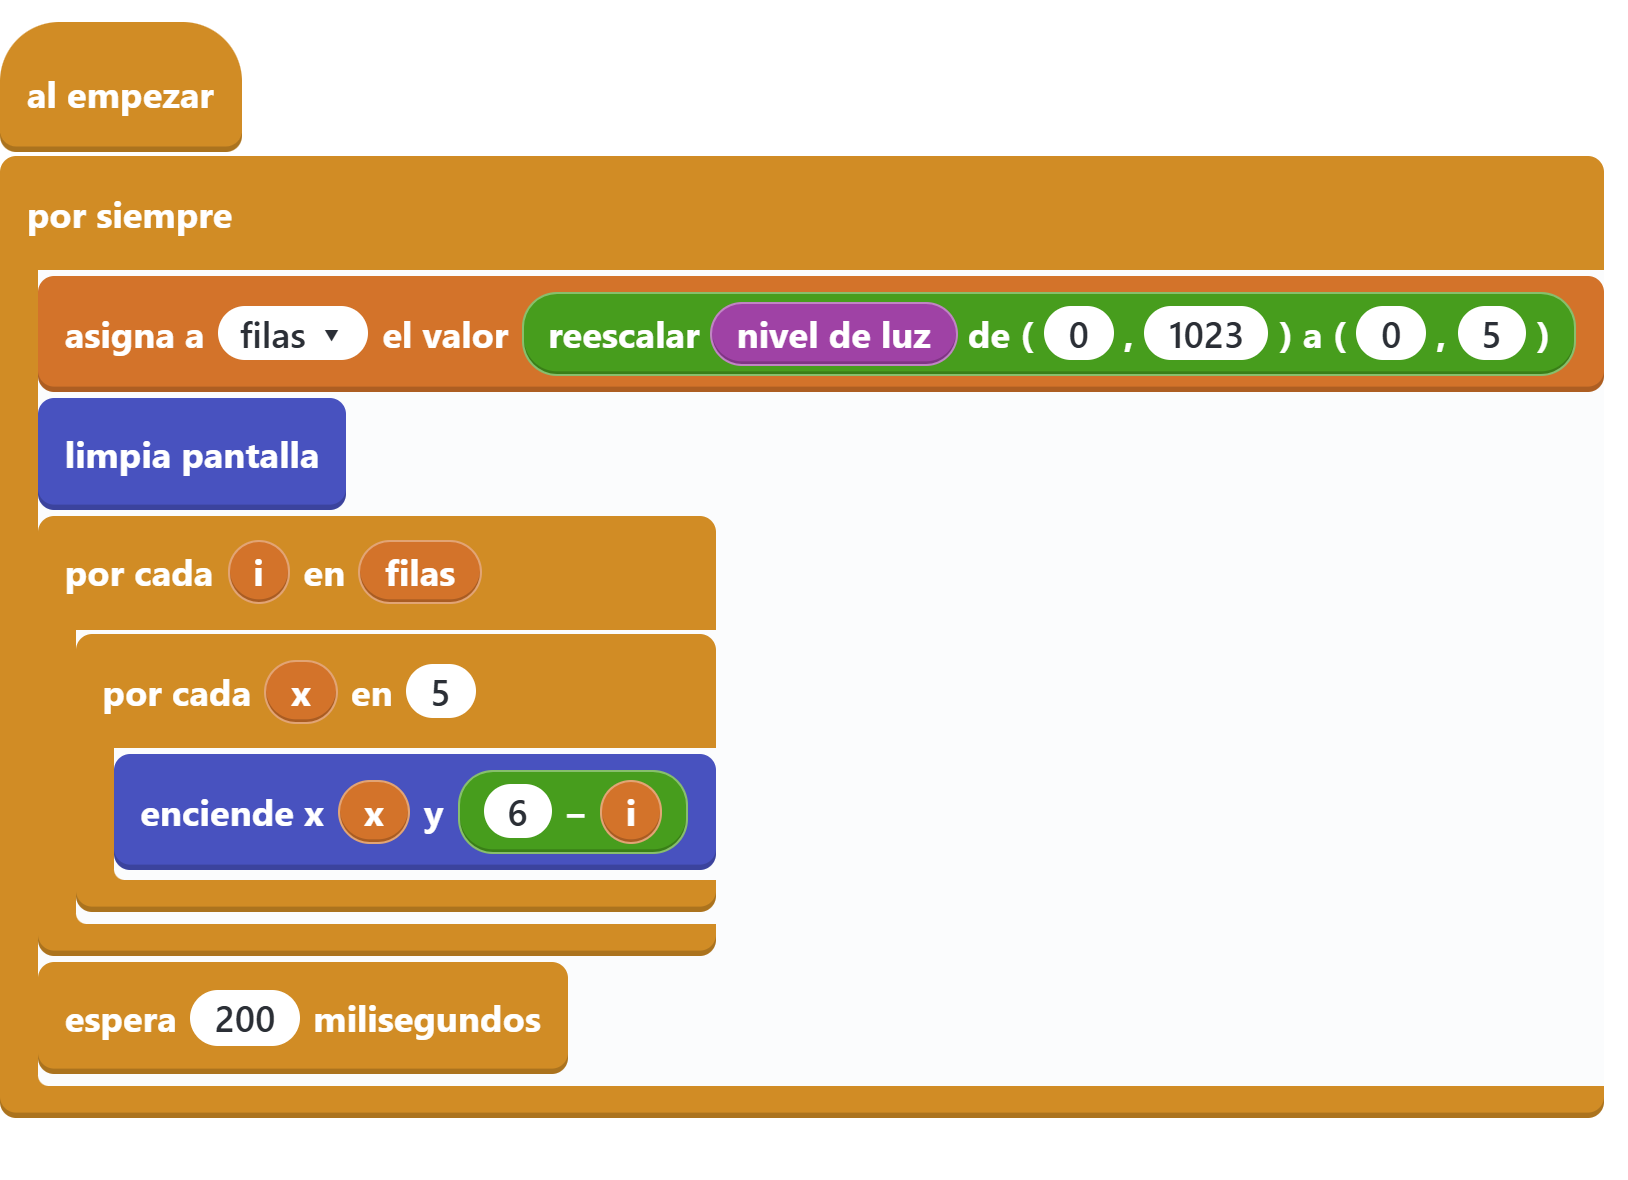 al empezar
por siempre
asigna a filas ▼ el valor reescalar nivel de luz de ( 0 , 1023 ) a ( 0 , 5 )
limpia pantalla
por cada i en filas
por cada x en 5
enciende x x y 6 – i
espera 200 milisegundos